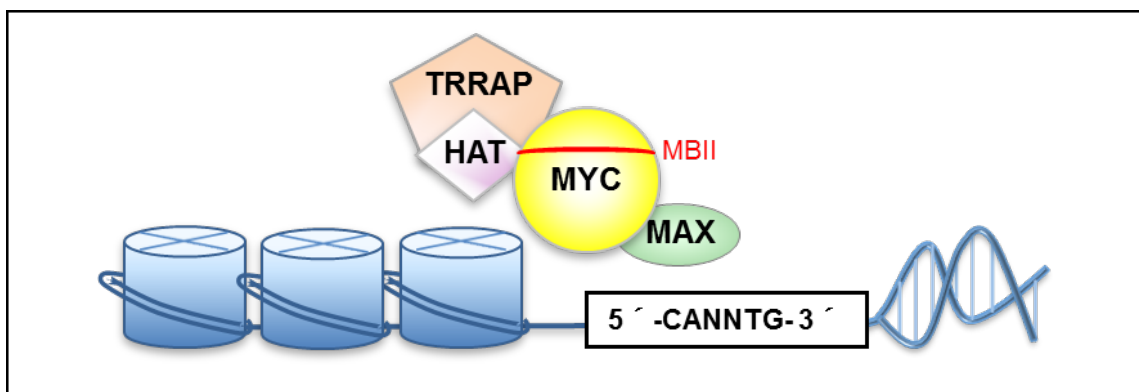 TRRAP
HAT
MBII
MYC
MAX
5 ´ -CANNTG- 3 ´